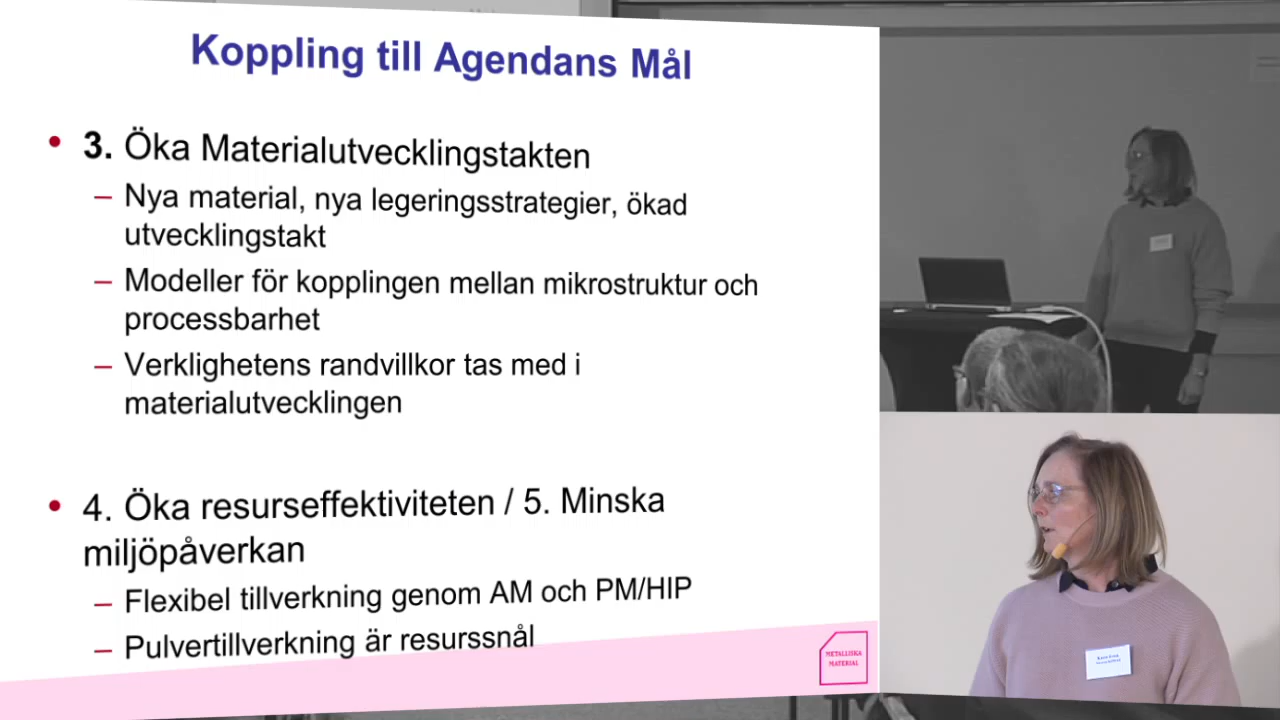 Koppling till Agendans Mål
• 3. Öka Materialutvecklingstakten
– Nya material, nya legeringsstrategier, ökad
utvecklingstakt
– Modeller för kopplingen mellan mikrostruktur och
processbarhet
– Verklighetens randvillkor tas med i
materialutvecklingen
• 4. Öka resurseffektiviteten / 5. Minska
miljöpåverkan
– Flexibel tillverkning genom AM och PM/HIP
– Pulvertillverkning är resurssnål
METALLISKA
MATERIAL